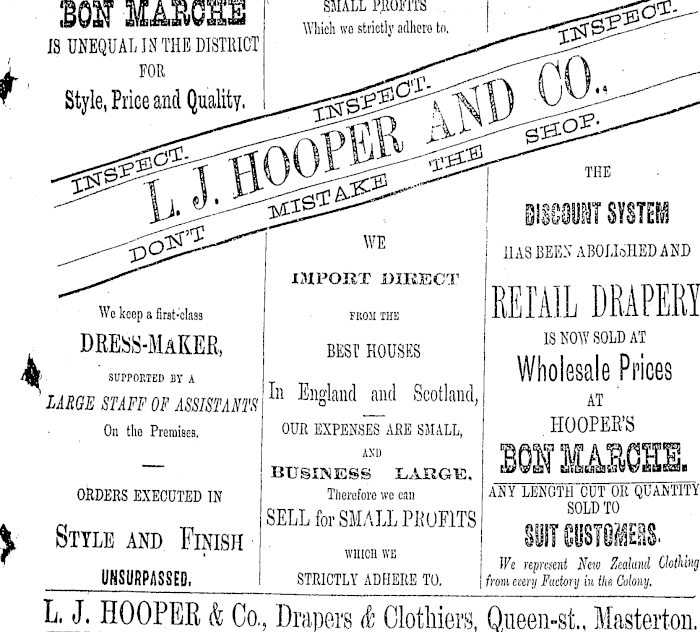 BON MARCHE
IS UNEQUAL IN THE DISTRICT
FOR
Style, Price and Quality.
SMALL PROFITS
Which we strictly adhere to.
INSPECT. INSPECT. INSPECT.
L. J. HOOPER AND CO.,
DON'T MISTAKE THE SHOP.
We keep a first-class
DRESS-MAKER,
SUPPORTED BY A
LARGE STAFF OF ASSISTANTS
On the Premises.
ORDERS EXECUTED IN
STYLE AND FINISH
UNSURPASSED.
WE
IMPORT DIRECT
FROM THE
BEST HOUSES
In England and Scotland,
OUR EXPENSES ARE SMALL,
AND
BUSINESS LARGE.
Therefore we can
SELL for SMALL PROFITS
WHICH WE
STRICTLY ADHERE TO.
THE
DISCOUNT SYSTEM
HAS BEEN ABOLISHED AND
RETAIL DRAPERY
IS NOW SOLD AT
Wholesale Prices
AT
HOOPER'S
BON MARCHE.
ANY LENGTH CUT OR QUANTITY
SOLD TO
SUIT CUSTOMERS.
We represent New Zealand Clothing
from every Factory in the Colony.
L. J. HOOPER & Co., Drapers & Clothiers, Queen-st., Masterton.